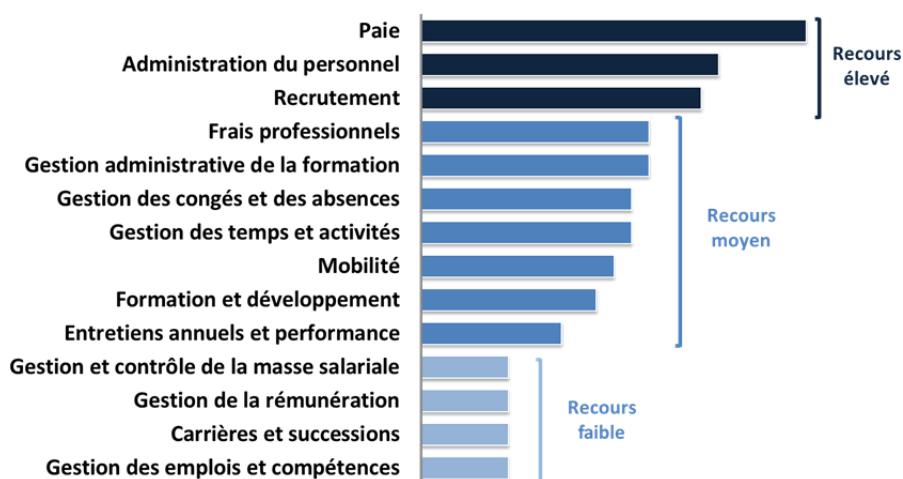 Paie
Administration du personnel
Recrutement
Recours
élevé
Frais professionnels
Gestion administrative de la formation
Gestion des congés et des absences
Gestion des temps et activités
Mobilité
Formation et développement
Entretiens annuels et performance
Recours
moyen
Gestion et contrôle de la masse salariale
Gestion de la rémunération
Carrières et successions
Gestion des emplois et compétences
Recours
faible